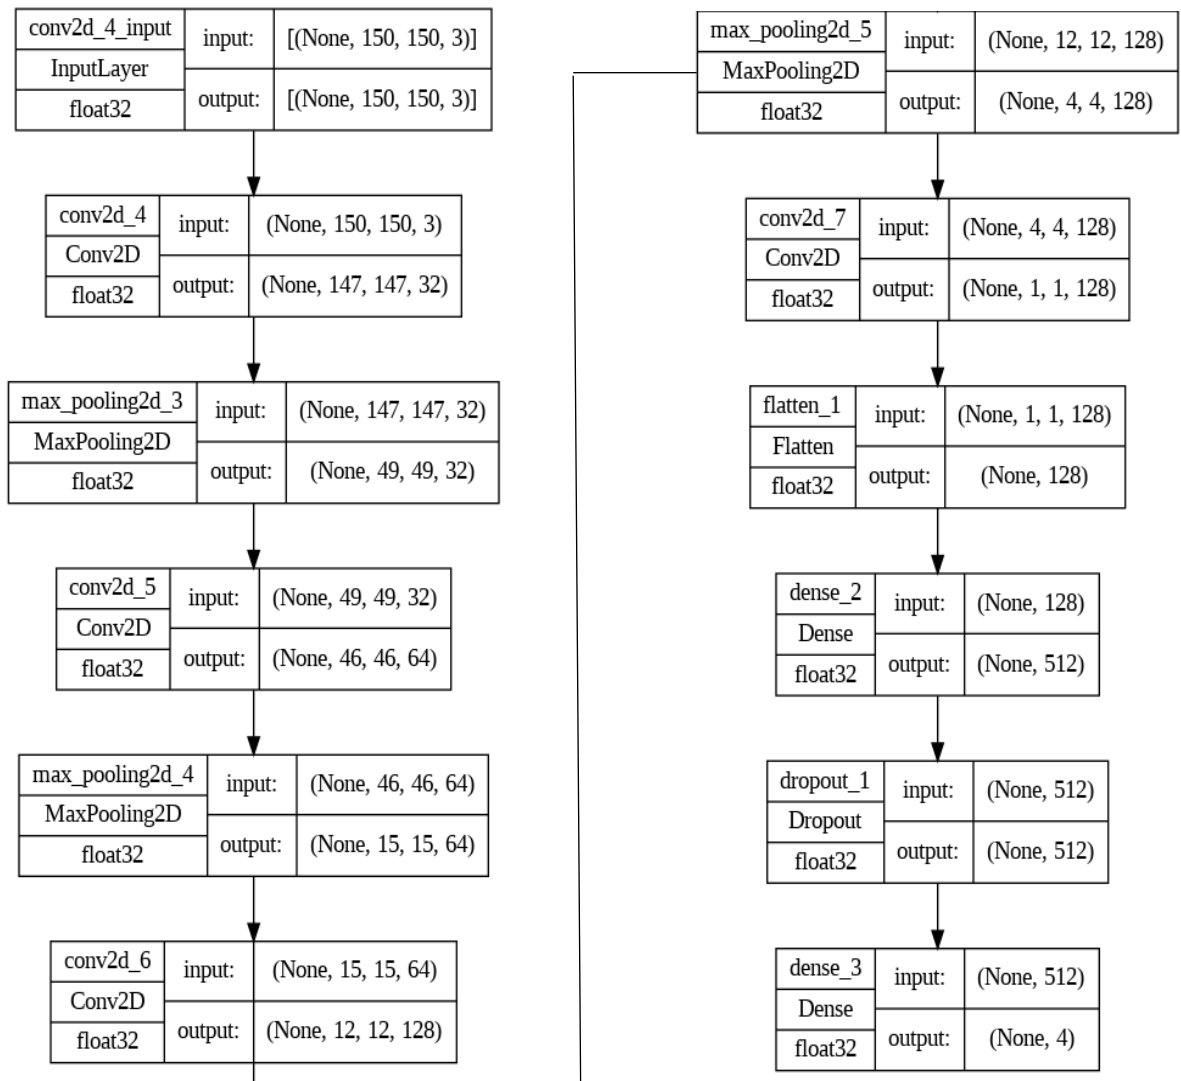 conv2d_4_input
InputLayer
float32
input: [(None, 150, 150, 3)]
output: [(None, 150, 150, 3)]
conv2d_4
Conv2D
float32
input: (None, 150, 150, 3)
output: (None, 147, 147, 32)
max_pooling2d_3
MaxPooling2D
float32
input: (None, 147, 147, 32)
output: (None, 49, 49, 32)
conv2d_5
Conv2D
float32
input: (None, 49, 49, 32)
output: (None, 46, 46, 64)
max_pooling2d_4
MaxPooling2D
float32
input: (None, 46, 46, 64)
output: (None, 15, 15, 64)
conv2d_6
Conv2D
float32
input: (None, 15, 15, 64)
output: (None, 12, 12, 128)
max_pooling2d_5
MaxPooling2D
float32
input: (None, 12, 12, 128)
output: (None, 4, 4, 128)
conv2d_7
Conv2D
float32
input: (None, 4, 4, 128)
output: (None, 1, 1, 128)
flatten_1
Flatten
float32
input: (None, 1, 1, 128)
output: (None, 128)
dense_2
Dense
float32
input: (None, 128)
output: (None, 512)
dropout_1
Dropout
float32
input: (None, 512)
output: (None, 512)
dense_3
Dense
float32
input: (None, 512)
output: (None, 4)